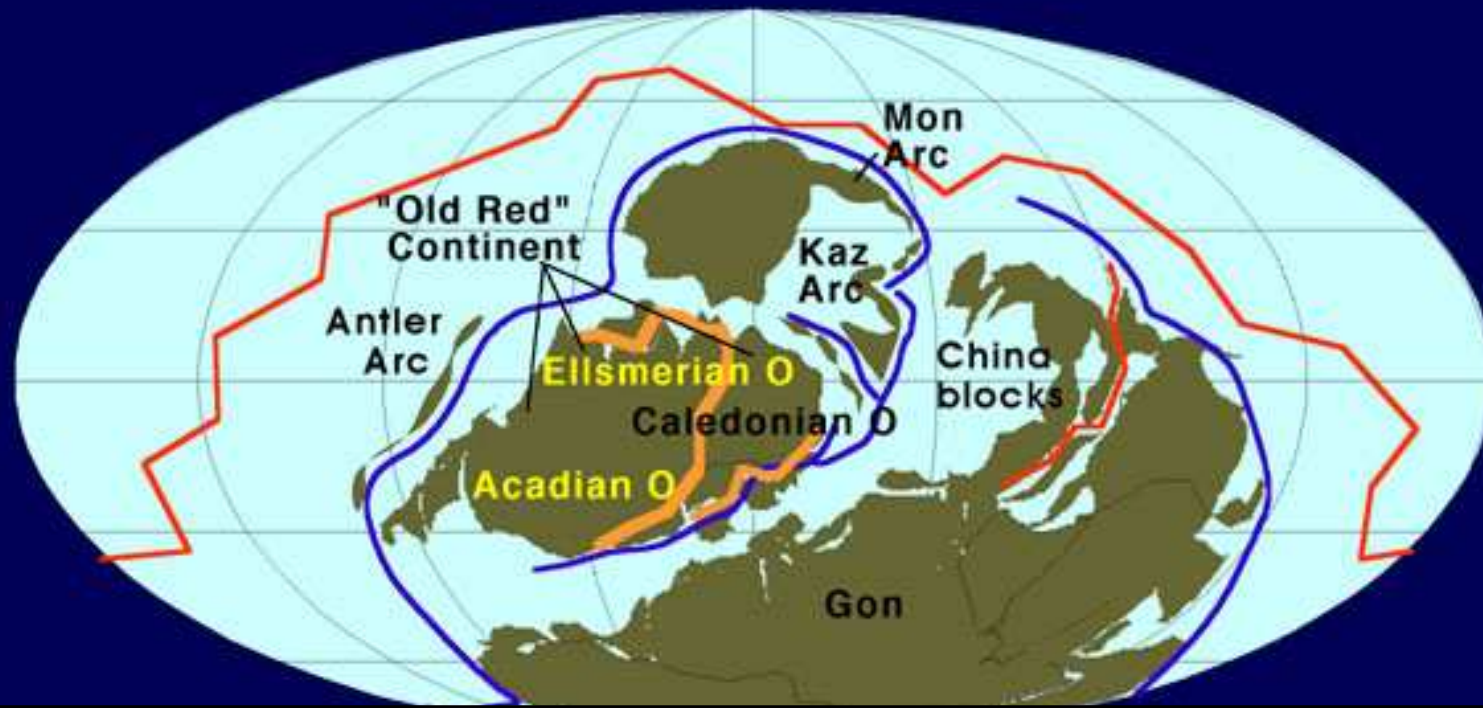 Mon
Arc
"Old Red"
Continent
Kaz
Arc
Antler
Arc
China
blocks
Ellsmerian O
Caledonian O
Acadian O
Gon